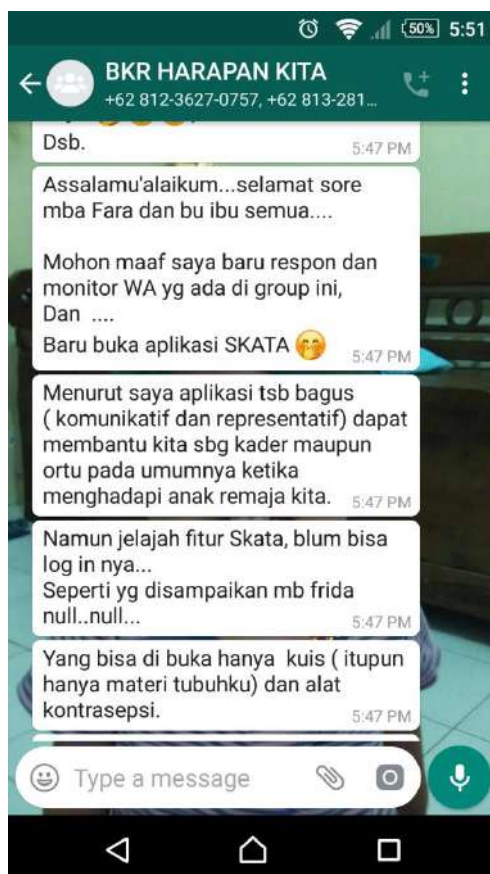 50% 5:51
BKR HARAPAN KITA
+62 812-3627-0757, +62 813-281...
Dsb.
5:47 PM
Assalamu'alaikum...selamat sore
mba Fara dan bu ibu semua....
Mohon maaf saya baru respon dan
monitor WA yg ada di group ini,
Dan ....
Baru buka aplikasi SKATA 🤭
5:47 PM
Menurut saya aplikasi tsb bagus
( komunikatif dan representatif) dapat
membantu kita sbg kader maupun
ortu pada umumnya ketika
menghadapi anak remaja kita. 5:47 PM
Namun jelajah fitur Skata, blum bisa
log in nya...
Seperti yg disampaikan mb frida
null..null...
5:47 PM
Yang bisa di buka hanya kuis ( itupun
hanya materi tubuhku) dan alat
kontrasepsi.
5:47 PM
Type a message